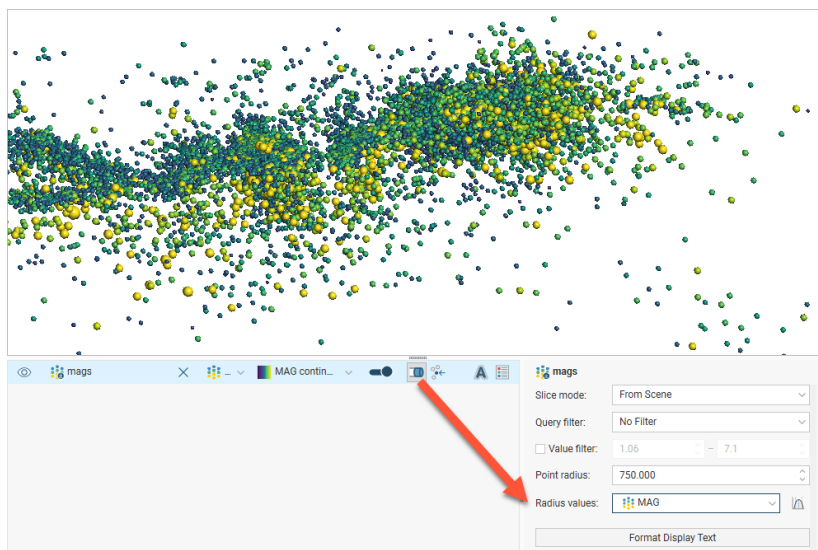 mags
_
MAG contin...
A
mags
Slice mode: From Scene
Query filter: No Filter
Value filter: 1.06 – 7.1
Point radius: 750.000
Radius values: MAG
Format Display Text